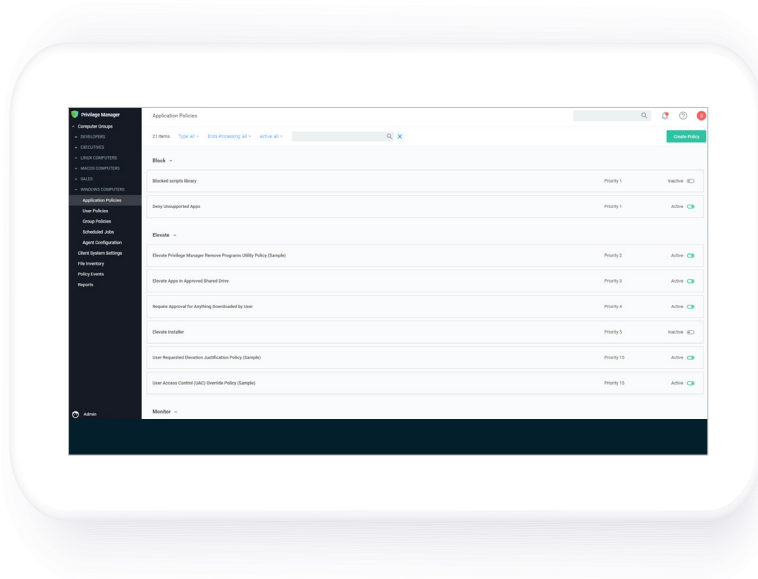 Privilege Manager
Application Policies
Computer Groups
DEVELOPERS
EXECUTIVES
LINUX COMPUTERS
MACOS COMPUTERS
SALES
WINDOWS COMPUTERS
Application Policies
User Policies
Group Policies
Scheduled Jobs
Agent Configuration
Client System Settings
File Inventory
Policy Events
Reports
Admin
21 Items Type: All Ends Processing: All Active: All
Create Policy
Block
Blocked scripts library Priority 1 Inactive
Deny Unsupported Apps Priority 1 Active
Elevate
Elevate Privilege Manager Remove Programs Utility Policy (Sample) Priority 2 Active
Elevate Apps in Approved Shared Drive Priority 3 Active
Require Approval for Anything Downloaded by User Priority 4 Active
Elevate Installer Priority 5 Inactive
User Requested Elevation Justification Policy (Sample) Priority 15 Active
User Access Control (UAC) Override Policy (Sample) Priority 15 Active
Monitor